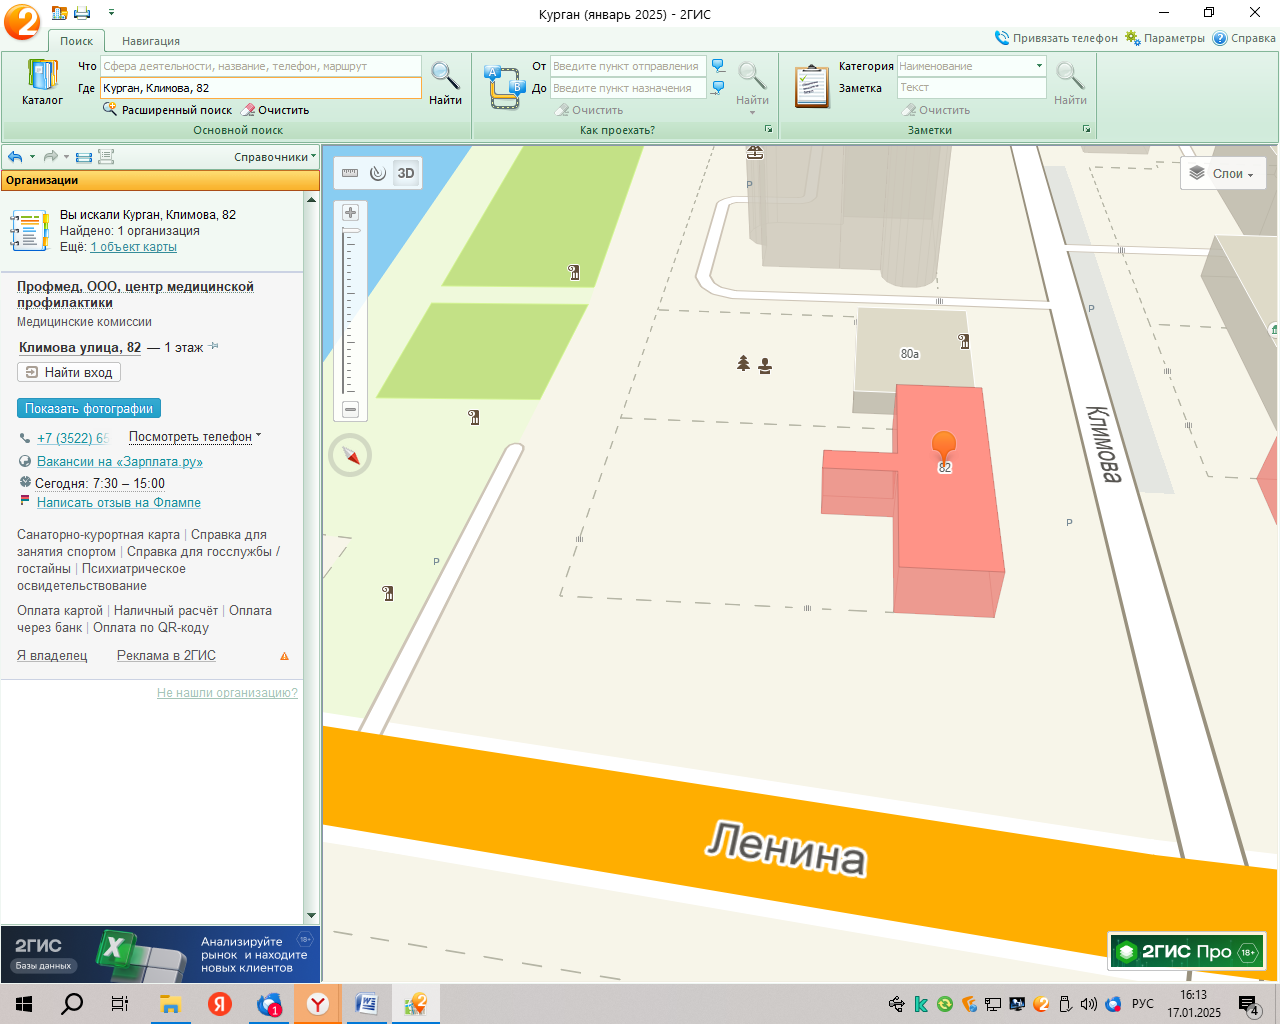 Курган (январь 2025) - 2ГИС
Поиск
Навигация
Привязать телефон
Параметры
Справка
Каталог
Что
Сфера деятельности, название, телефон, маршрут
Где
Курган, Климова, 82
Расширенный поиск
Очистить
Найти
Основной поиск
От
Введите пункт отправления
До
Введите пункт назначения
Очистить
Найти
Как проехать?
Категория
Наименование
Заметка
Текст
Очистить
Найти
Заметки
Справочники
Организации
Вы искали Курган, Климова, 82
Найдено: 1 организация
Ещё: 1 объект карты
Профмед, ООО, центр медицинской
профилактики
Медицинские комиссии
Климова улица, 82 — 1 этаж
Найти вход
Показать фотографии
+7 (3522) 65
Посмотреть телефон
Вакансии на «Зарплата.ру»
Сегодня: 7:30 – 15:00
Написать отзыв на Флампе
Санаторно-курортная карта | Справка для
занятия спортом | Справка для госслужбы /
гостайны | Психиатрическое
освидетельствование
Оплата картой | Наличный расчёт | Оплата
через банк | Оплата по QR-коду
Я владелец
Реклама в 2ГИС
Не нашли организацию?
2ГИС
Базы данных
Анализируйте
рынок и находите
новых клиентов
18+
3D
Слои
P
P
80а
82
Климова
P
P
Ленина
2ГИС Про
18+
РУС
16:13
17.01.2025
4
1